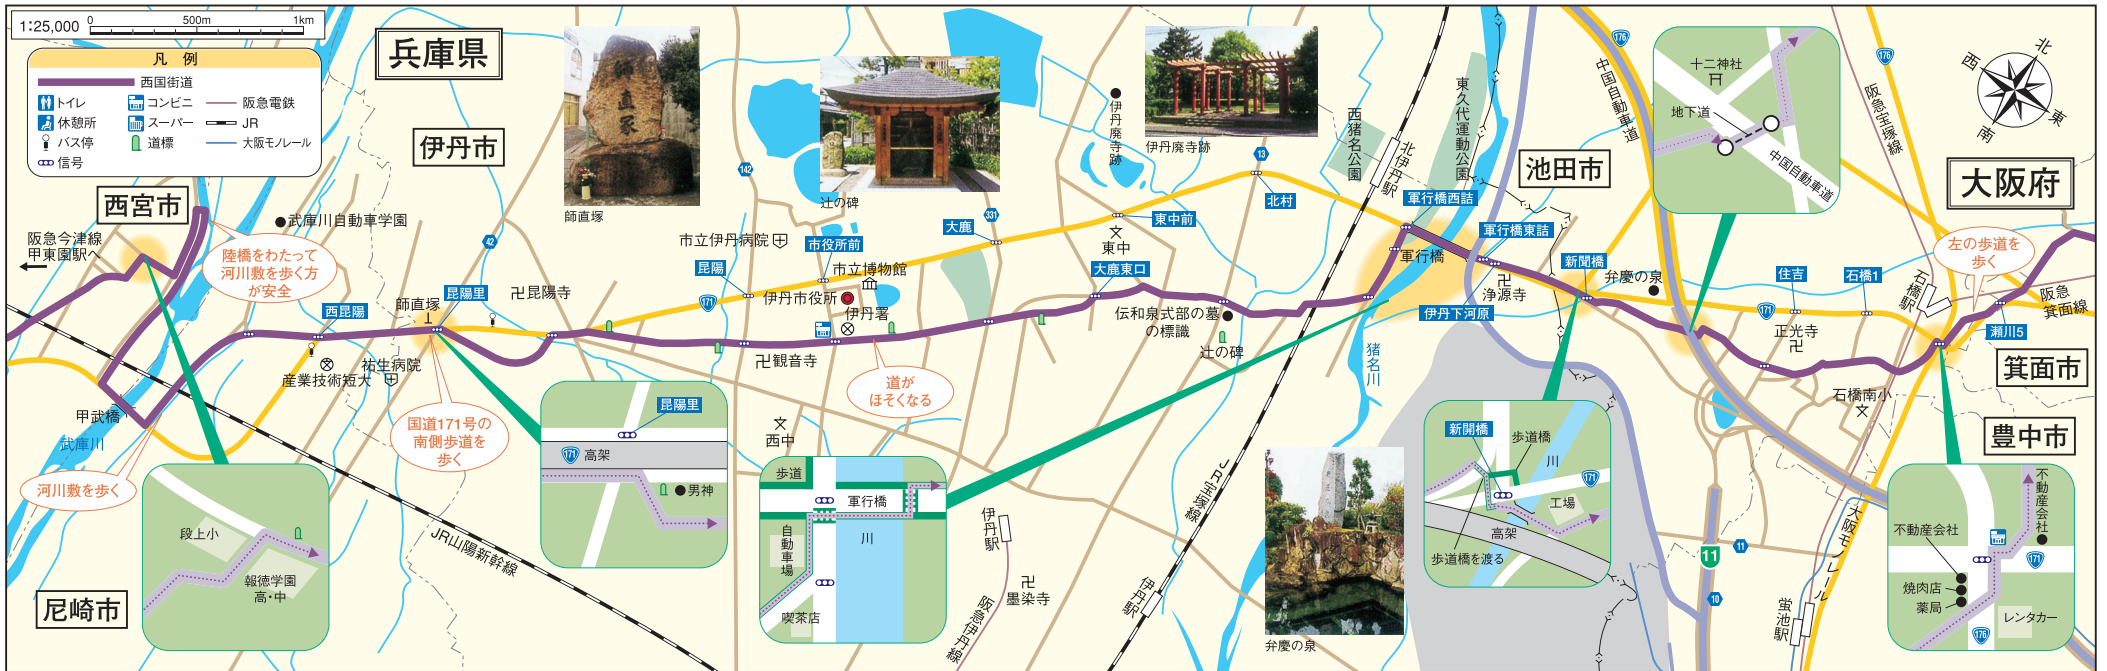 1:25,000
0
500m
1km
凡 例
西国街道
トイレ
コンビニ
阪急電鉄
休憩所
スーパー
JR
バス停
道標
大阪モノレール
信号
兵庫県
伊丹市
西宮市
阪急今津線
甲東園駅へ
武庫川自動車学園
陸橋をわたって
河川敷を歩く方
が安全
西昆陽
師直塚
昆陽里
卍昆陽寺
42
産業技術短大
祐生病院
甲武橋
武庫川
河川敷を歩く
国道171号の
南側歩道を
歩く
尼崎市
段上小
報徳学園
高・中
JR山陽新幹線
昆陽里
171
高架
男神
師直塚
辻の碑
142
市立伊丹病院
市役所前
昆陽
171
市立博物館
伊丹市役所
伊丹署
卍観音寺
道が
ほそくなる
文
西中
大鹿
331
伊丹廃寺跡
伊丹廃寺跡
13
北村
東中前
文
東中
大鹿東口
伝和泉式部の墓
の標識
辻の碑
歩道
軍行橋
自動車場
川
喫茶店
伊丹駅
阪急伊丹線
卍
墨染寺
伊丹駅
JR宝塚線
西猪名公園
北伊丹駅
東久代運動公園
軍行橋西詰
軍行橋
軍行橋東詰
伊丹下河原
猪名川
卍
浄源寺
弁慶の泉
池田市
新開橋
弁慶の泉
中国自動車道
176
十二神社
地下道
中国自動車道
阪急宝塚線
176
北
西
東
南
大阪府
左の歩道を
歩く
住吉
石橋1
171
石橋駅
阪急
箕面線
瀬川5
正光寺
卍
石橋南小
文
箕面市
豊中市
新開橋
歩道橋
川
171
工場
高架
歩道橋を渡る
11
11
10
大阪モノレール
蛍池駅
不動産会社
不動産会社
171
焼肉店
薬局
レンタカー
176